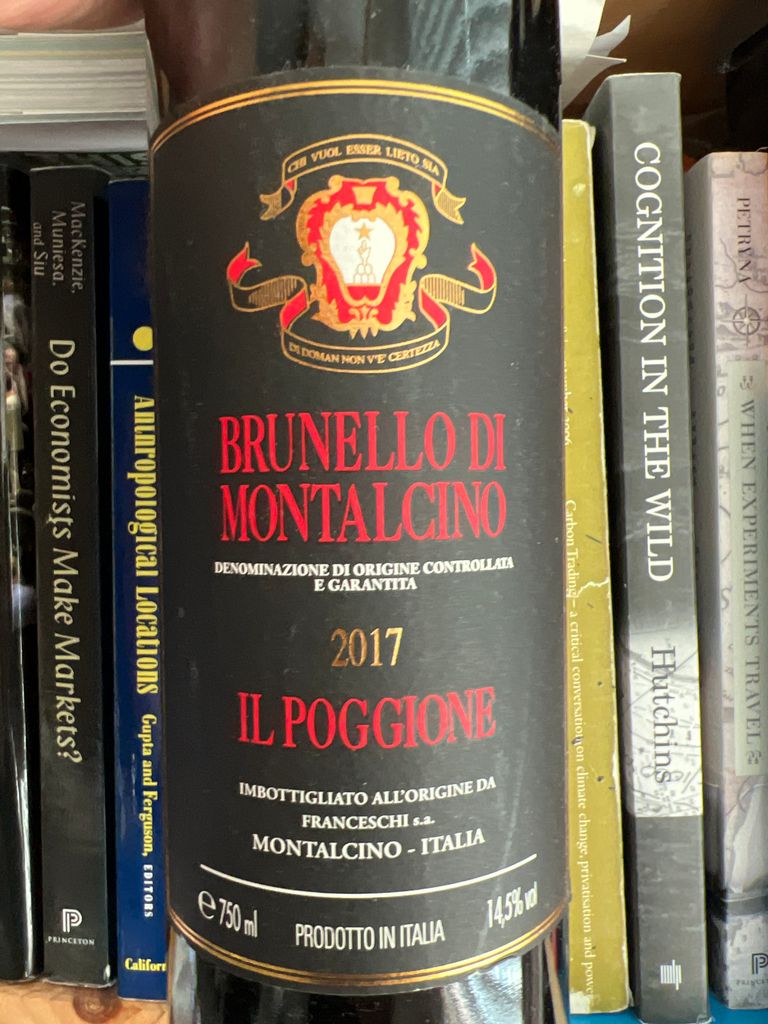 CHI VUOL ESSER LIETO SIA
DI DOMAN NON V'E' CERTEZZA
BRUNELLO DI
MONTALCINO
DENOMINAZIONE DI ORIGINE CONTROLLATA
E GARANTITA
2017
IL POGGIONE
IMBOTTIGLIATO ALL'ORIGINE DA
FRANCESCHI s.a.
MONTALCINO - ITALIA
e 750 ml
PRODOTTO IN ITALIA
14,5% vol
MacKenzie,
Muniesa,
and Siu
Do Economists Make Markets?
PRINCETON
Anthropological Locations
Gupta and Ferguson, EDITORS
Califor
Carbon Trading – a critical conversation on climate change, privatisation and powe
COGNITION IN THE WILD
Hutchins
PETRYNA
WHEN EXPERIMENTS TRAVEL